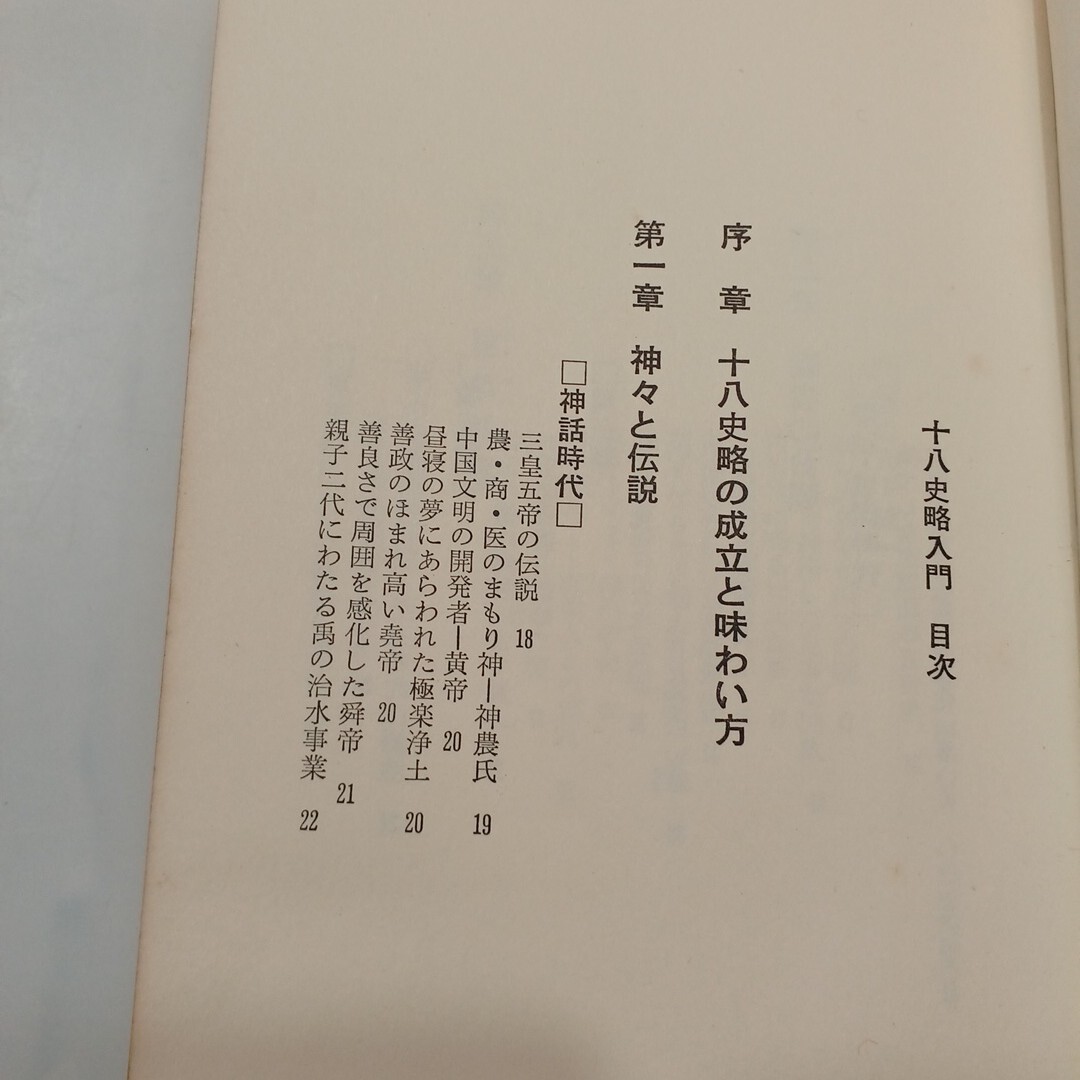 十八史略入門　目次
序　章　十八史略の成立と味わい方
第一章　神々と伝説
□神話時代□
三皇五帝の伝説　18
農・商・医のまもり神—神農氏　19
中国文明の開発者—黄帝　20
昼寝の夢にあらわれた極楽浄土　20
善政のほまれ高い堯帝　20
善良さで周囲を感化した舜帝　21
親子二代にわたる禹の治水事業　22